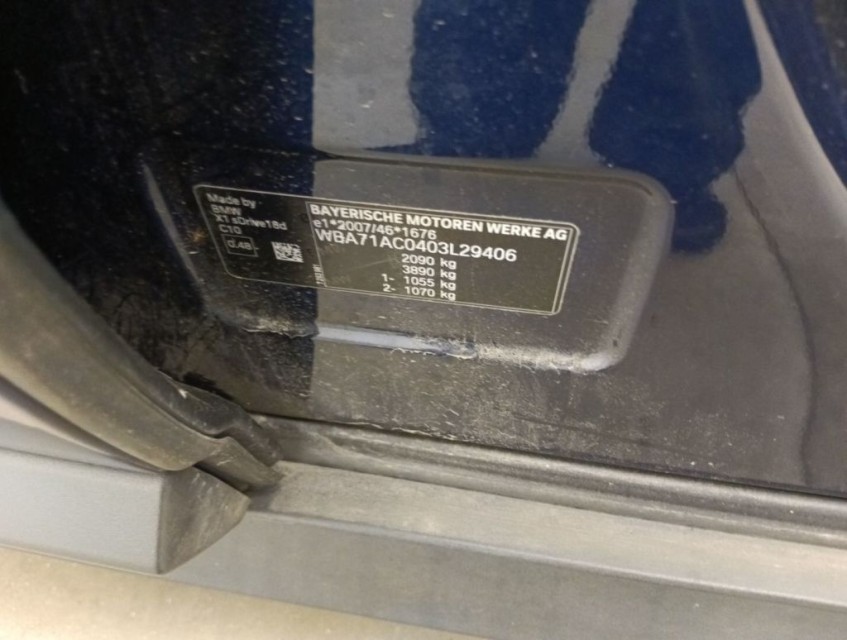 Made by
BMW
X1 sDrive18d
C10
d.48
BAYERISCHE MOTOREN WERKE AG
e1*2007/46*1676
WBA71AC0403L29406
2090 kg
3890 kg
1- 1055 kg
2- 1070 kg